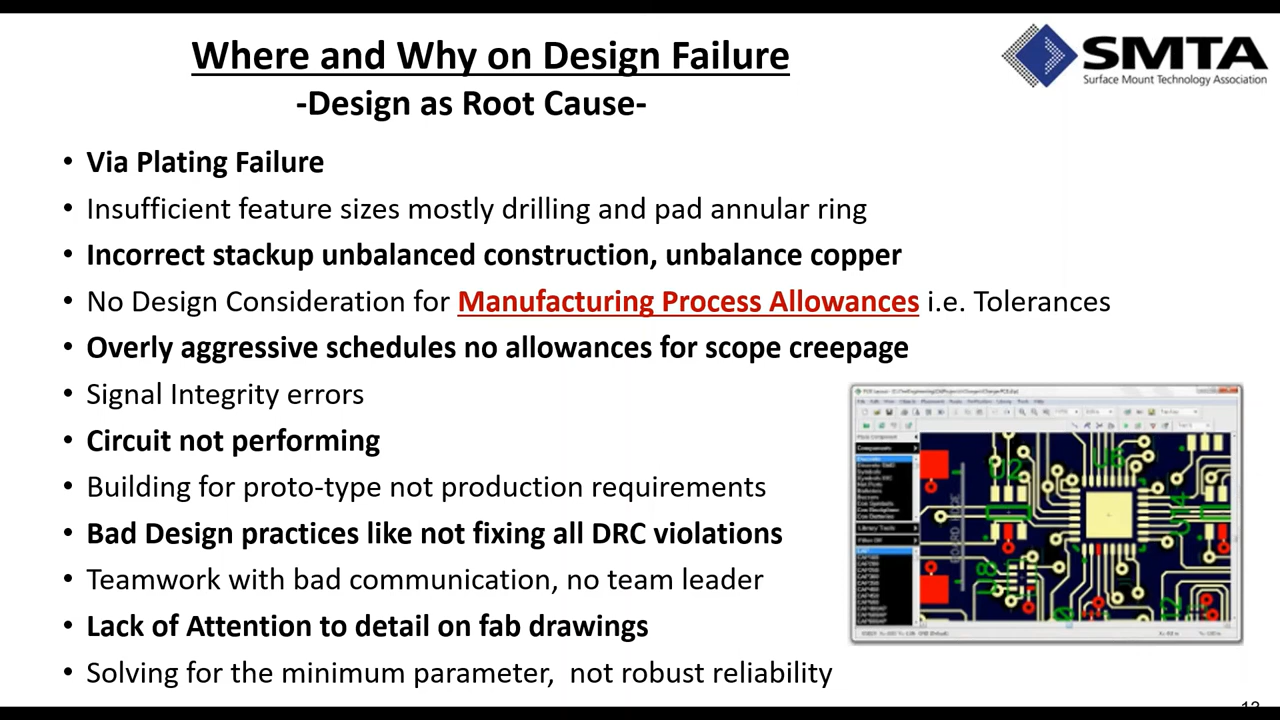 Where and Why on Design Failure
SMTA
Surface Mount Technology Association
-Design as Root Cause-
• Via Plating Failure
• Insufficient feature sizes mostly drilling and pad annular ring
• Incorrect stackup unbalanced construction, unbalance copper
• No Design Consideration for Manufacturing Process Allowances i.e. Tolerances
• Overly aggressive schedules no allowances for scope creepage
• Signal Integrity errors
• Circuit not performing
• Building for proto-type not production requirements
• Bad Design practices like not fixing all DRC violations
• Teamwork with bad communication, no team leader
• Lack of Attention to detail on fab drawings
• Solving for the minimum parameter, not robust reliability
Components
Library Tools
U2